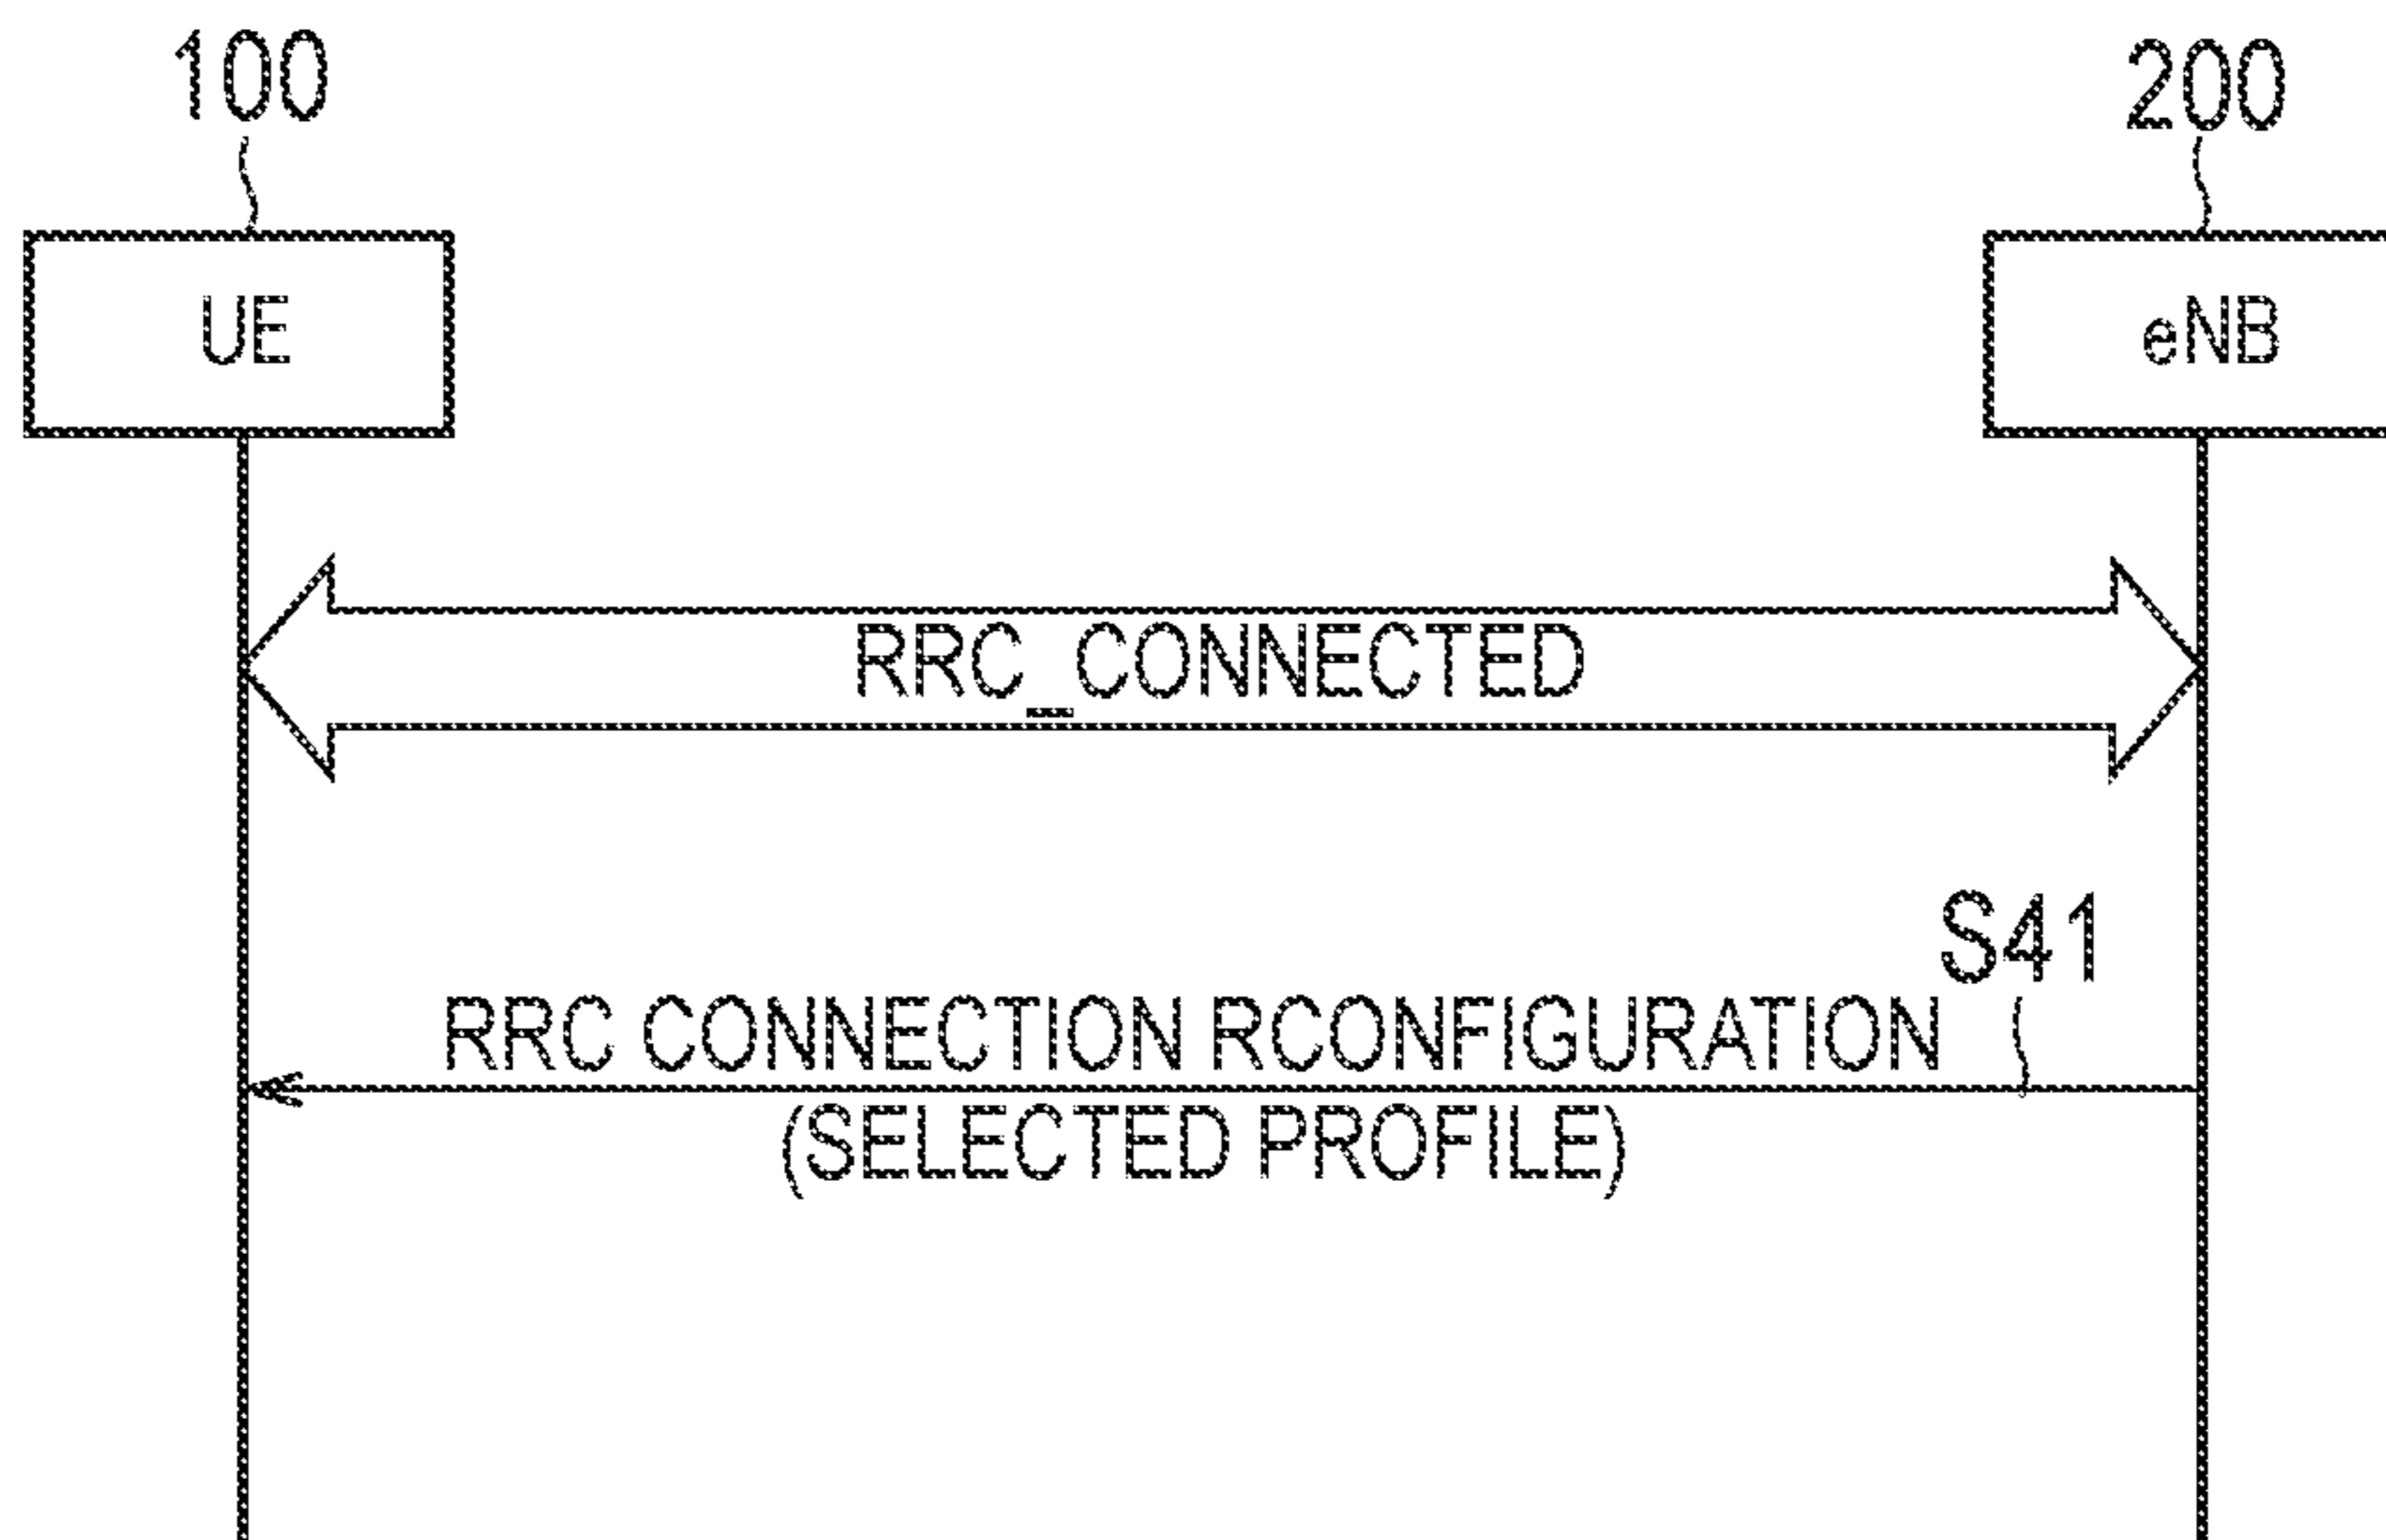 100
200
UE
eNB
RRC_CONNECTED
S41
RRC CONNECTION RCONFIGURATION
(SELECTED PROFILE)